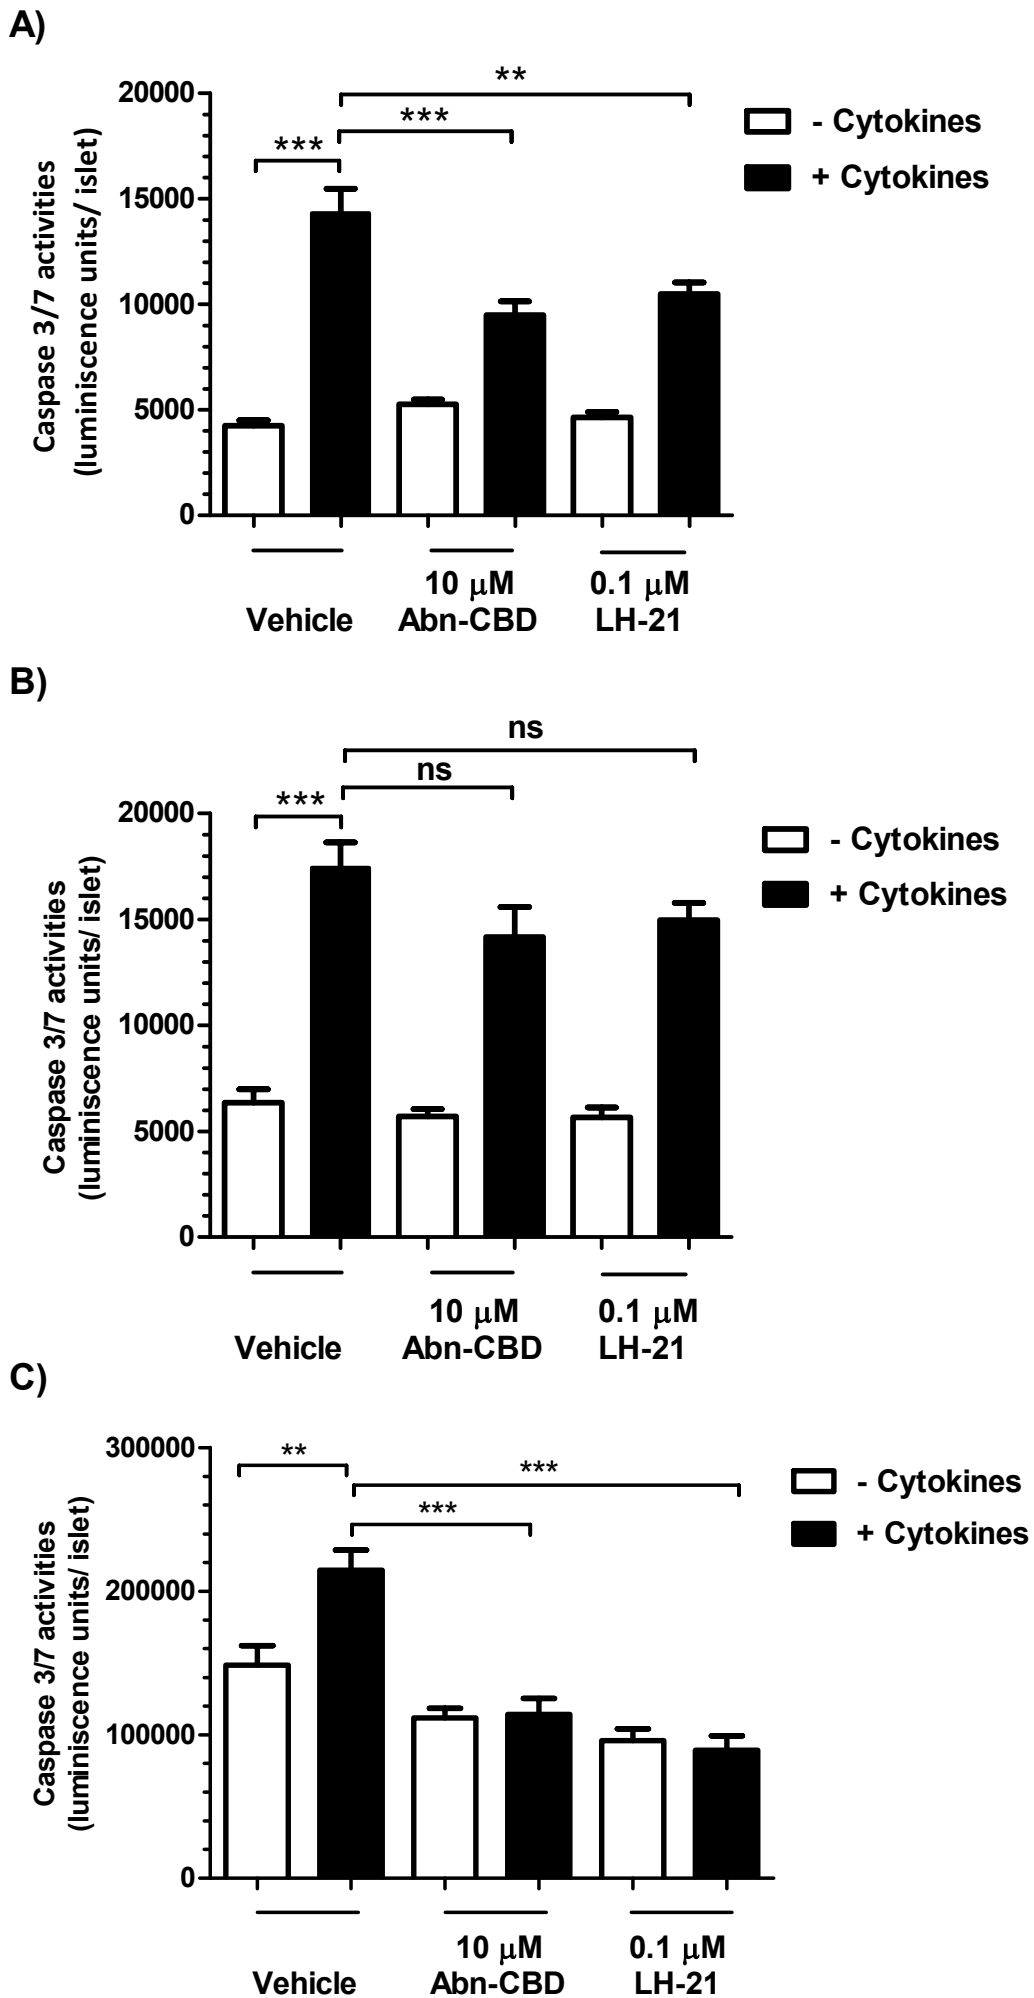 A)
**
***
***
20000
15000
10000
5000
0
Caspase 3/7 activities
(luminiscence units/ islet)
- Cytokines
+ Cytokines
Vehicle
10 μM
Abn-CBD
0.1 μM
LH-21
B)
ns
ns
***
20000
15000
10000
5000
0
Caspase 3/7 activities
(luminiscence units/ islet)
- Cytokines
+ Cytokines
Vehicle
10 μM
Abn-CBD
0.1 μM
LH-21
C)
**
***
***
300000
200000
100000
0
Caspase 3/7 activities
(luminiscence units/ islet)
- Cytokines
+ Cytokines
Vehicle
10 μM
Abn-CBD
0.1 μM
LH-21